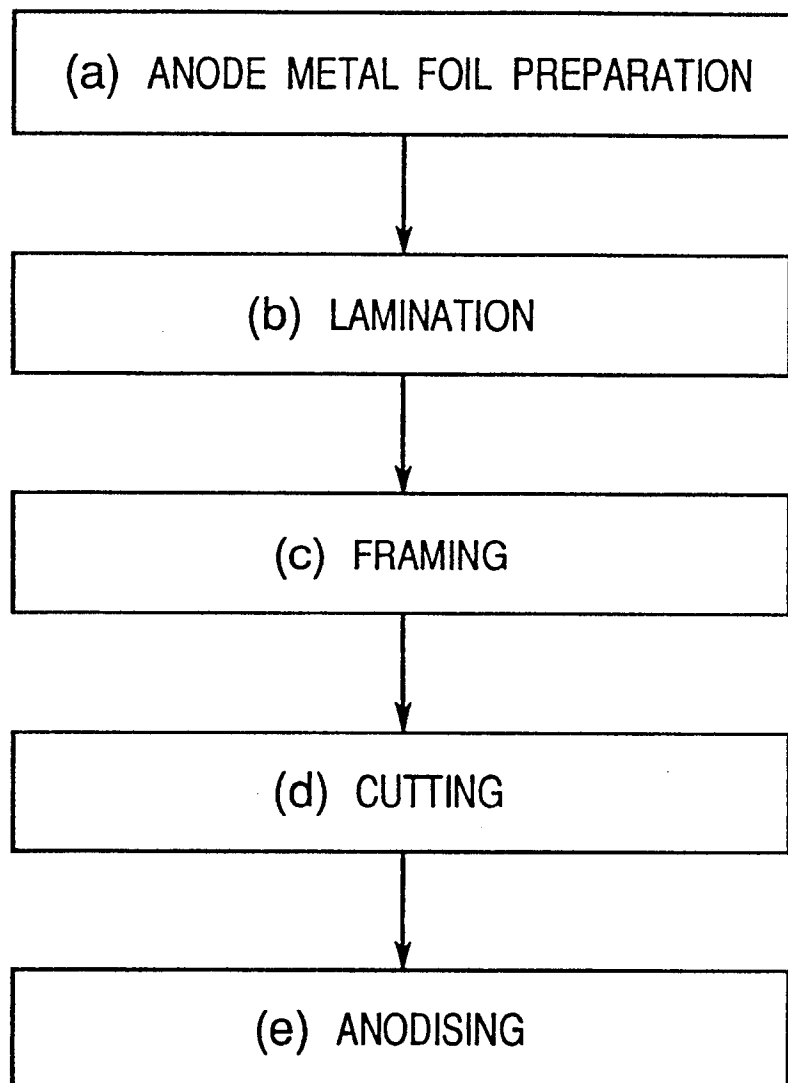 (a) ANODE METAL FOIL PREPARATION
(b) LAMINATION
(c) FRAMING
(d) CUTTING
(e) ANODISING